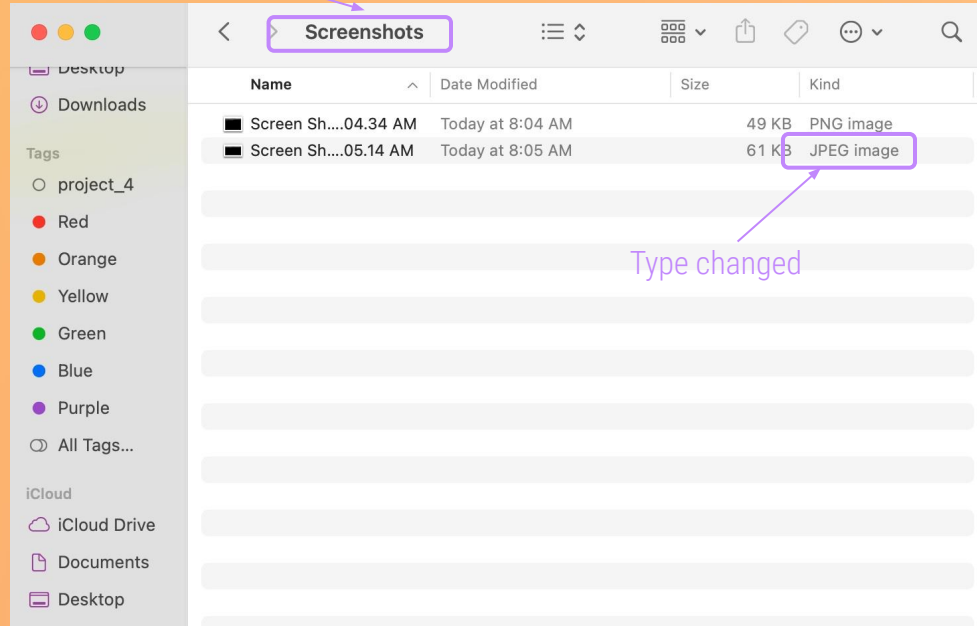 Screenshots
Desktop
Downloads
Tags
project_4
Red
Orange
Yellow
Green
Blue
Purple
All Tags...
iCloud
iCloud Drive
Documents
Desktop
Name Date Modified Size Kind
Screen Sh....04.34 AM Today at 8:04 AM 49 KB PNG image
Screen Sh....05.14 AM Today at 8:05 AM 61 KB JPEG image
Type changed